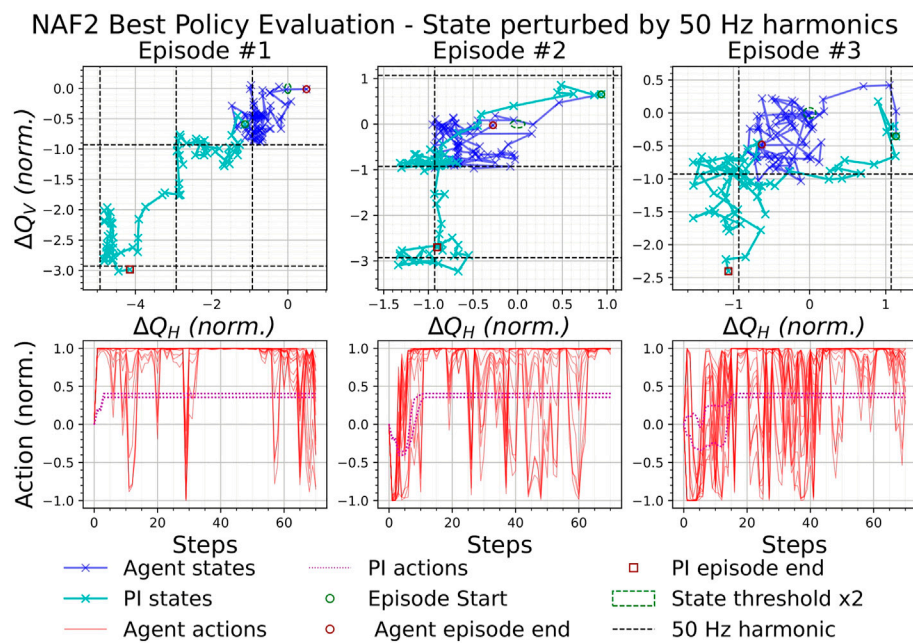 NAF2 Best Policy Evaluation - State perturbed by 50 Hz harmonics
Episode #1 Episode #2 Episode #3
ΔQV (norm.)
0.0
−0.5
−1.0
−1.5
−2.0
−2.5
−3.0
−4 −2 0
1
0
−1
−2
−3
−1.5 −1.0 −0.5 0.0 0.5 1.0
0.5
0.0
−0.5
−1.0
−1.5
−2.0
−2.5
−1 0 1
ΔQH (norm.) ΔQH (norm.) ΔQH (norm.)
Action (norm.)
1.0
0.5
0.0
−0.5
−1.0
0 20 40 60
1.0
0.5
0.0
−0.5
−1.0
0 20 40 60
1.0
0.5
0.0
−0.5
−1.0
0 20 40 60
Steps Steps Steps
Agent states PI actions PI episode end
PI states Episode Start State threshold x2
Agent actions Agent episode end 50 Hz harmonic